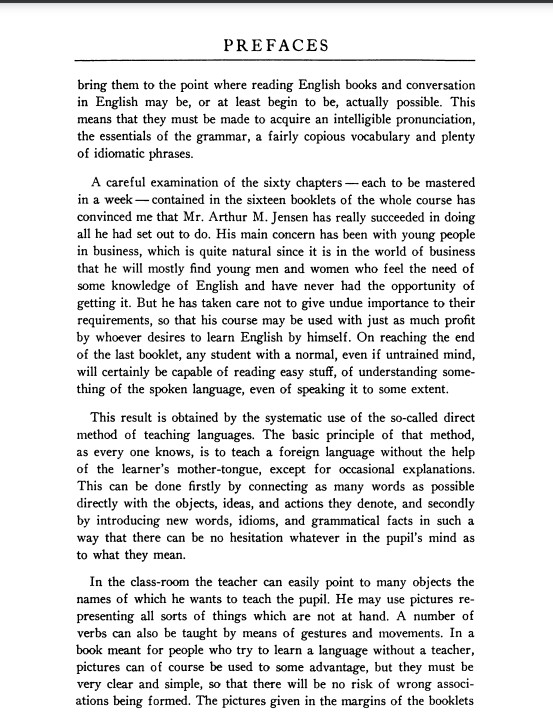 PREFACES
bring them to the point where reading English books and conversation
in English may be, or at least begin to be, actually possible. This
means that they must be made to acquire an intelligible pronunciation,
the essentials of the grammar, a fairly copious vocabulary and plenty
of idiomatic phrases.
A careful examination of the sixty chapters — each to be mastered
in a week — contained in the sixteen booklets of the whole course has
convinced me that Mr. Arthur M. Jensen has really succeeded in doing
all he had set out to do. His main concern has been with young people
in business, which is quite natural since it is in the world of business
that he will mostly find young men and women who feel the need of
some knowledge of English and have never had the opportunity of
getting it. But he has taken care not to give undue importance to their
requirements, so that his course may be used with just as much profit
by whoever desires to learn English by himself. On reaching the end
of the last booklet, any student with a normal, even if untrained mind,
will certainly be capable of reading easy stuff, of understanding some-
thing of the spoken language, even of speaking it to some extent.
This result is obtained by the systematic use of the so-called direct
method of teaching languages. The basic principle of that method,
as every one knows, is to teach a foreign language without the help
of the learner's mother-tongue, except for occasional explanations.
This can be done firstly by connecting as many words as possible
directly with the objects, ideas, and actions they denote, and secondly
by introducing new words, idioms, and grammatical facts in such a
way that there can be no hesitation whatever in the pupil's mind as
to what they mean.
In the class-room the teacher can easily point to many objects the
names of which he wants to teach the pupil. He may use pictures re-
presenting all sorts of things which are not at hand. A number of
verbs can also be taught by means of gestures and movements. In a
book meant for people who try to learn a language without a teacher,
pictures can of course be used to some advantage, but they must be
very clear and simple, so that there will be no risk of wrong associ-
ations being formed. The pictures given in the margins of the booklets